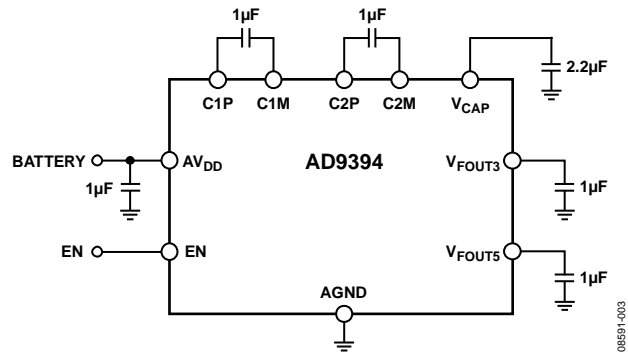 1µF
1µF
2.2µF
C1P
C1M
C2P
C2M
VCAP
BATTERY
AVDD
AD9394
VFOUT3
1µF
1µF
EN
EN
VFOUT5
1µF
AGND
08591-003